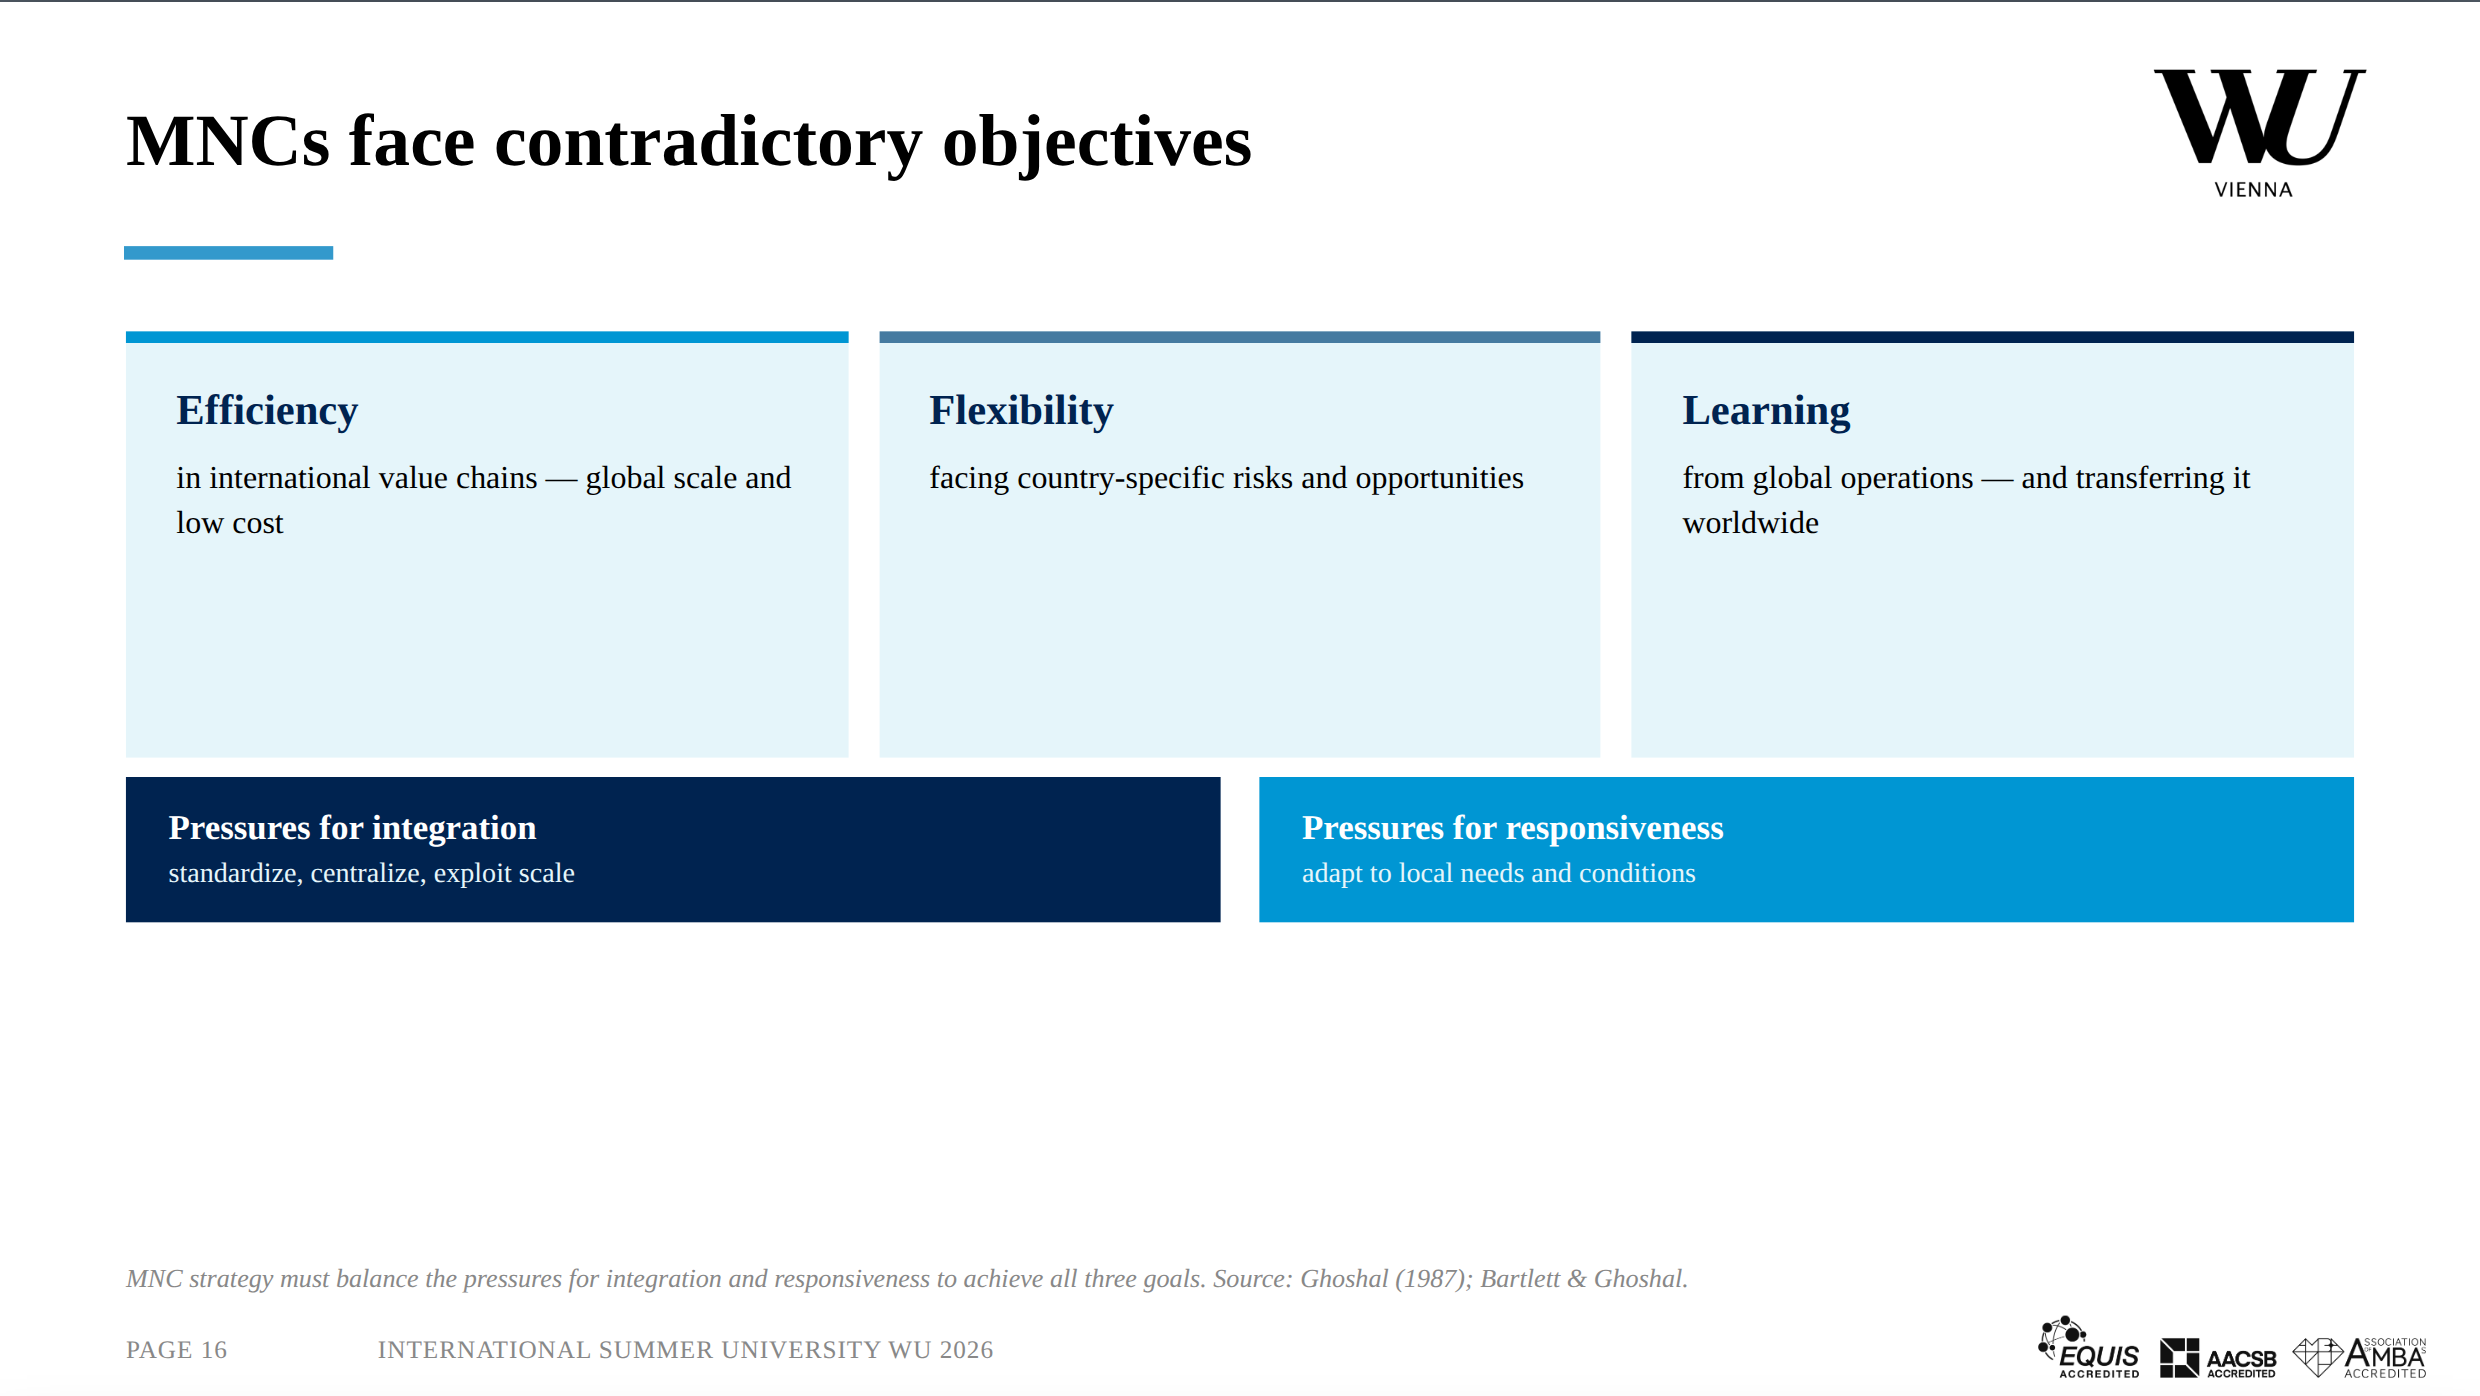 MNCs face contradictory objectives
WU
VIENNA
Efficiency
in international value chains — global scale and
low cost
Flexibility
facing country-specific risks and opportunities
Learning
from global operations — and transferring it
worldwide
Pressures for integration
standardize, centralize, exploit scale
Pressures for responsiveness
adapt to local needs and conditions
MNC strategy must balance the pressures for integration and responsiveness to achieve all three goals. Source: Ghoshal (1987); Bartlett & Ghoshal.
PAGE 16
INTERNATIONAL SUMMER UNIVERSITY WU 2026
EQUIS
ACCREDITED
AACSB
ACCREDITED
ASSOCIATION
OF MBAS
ACCREDITED